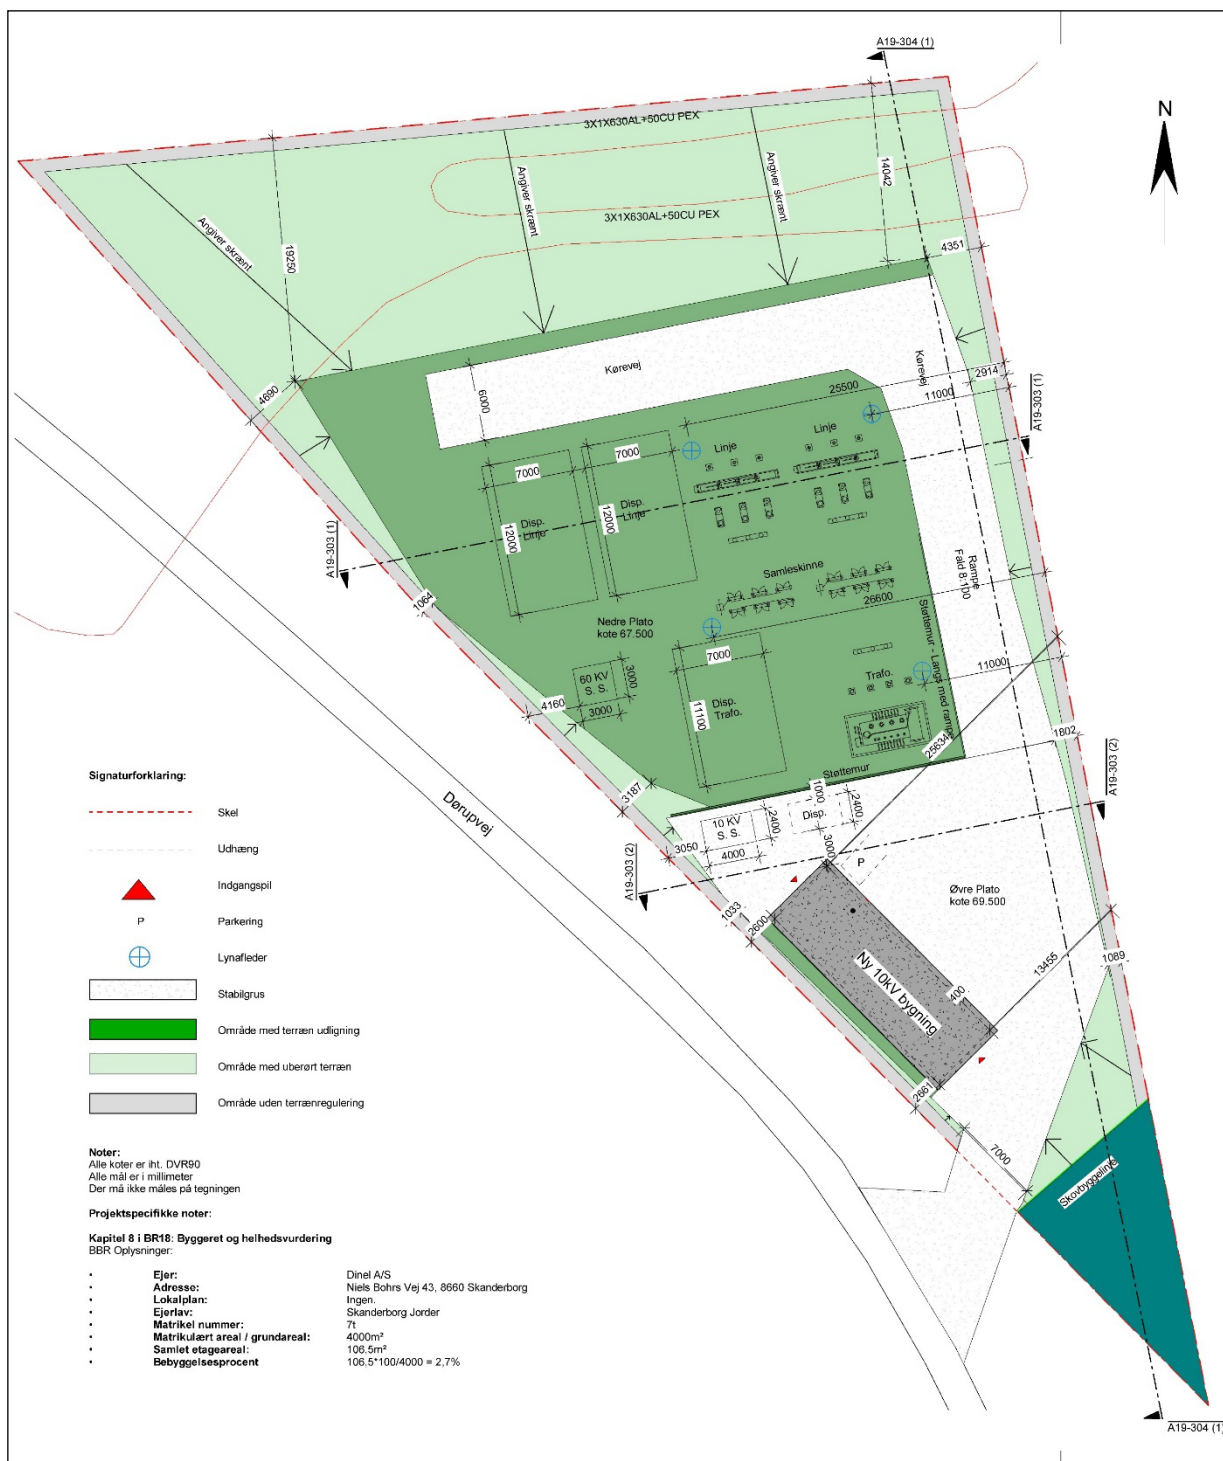 A19-304 (1)
N
3X1X630AL+50CU PEX
Angiver skrænt
Angiver skrænt
Angiver skrænt
14042
3X1X630AL+50CU PEX
19250
4351
Kørevej
Kørevej
2914
4690
6000
25500
11000
A19-303 (1)
Linje
Linje
7000
7000
Disp.
Linje
Disp.
Linje
12000
12000
A19-303 (1)
Rampe
Fald 8:100
Samleskinne
26600
1064
Nedre Plato
kote 67.500
Støttemur - Langs med rampe
60 KV
S. S.
3000
3000
7000
11000
Trafo.
4160
Disp.
Trafo.
11100
25634
1802
A19-303 (2)
Støttemur
3187
Dørupvej
1000
2400
10 KV
S. S.
2400
Disp.
3050
4000
3000
P
A19-303 (2)
Øvre Plato
kote 69.500
1033
2600
Ny 10kV bygning
400
13455
1089
2661
7000
Skovbyggelinje
Signaturforklaring:
Skel
Udhæng
Indgangspil
P
Parkering
Lynafleder
Stabilgrus
Område med terræn udligning
Område med uberørt terræn
Område uden terrænregulering
Noter:
Alle koter er iht. DVR90
Alle mål er i millimeter
Der må ikke måles på tegningen
Projektspecifikke noter:
Kapitel 8 i BR18: Byggeret og helhedsvurdering
BBR Oplysninger:
• Ejer: Dinel A/S
• Adresse: Niels Bohrs Vej 43, 8660 Skanderborg
• Lokalplan: Ingen.
• Ejerlav: Skanderborg Jorder
• Matrikel nummer: 7t
• Matrikulært areal / grundareal: 4000m²
• Samlet etageareal: 106.5m²
• Bebyggelsesprocent 106,5*100/4000 = 2,7%
A19-304 (1)